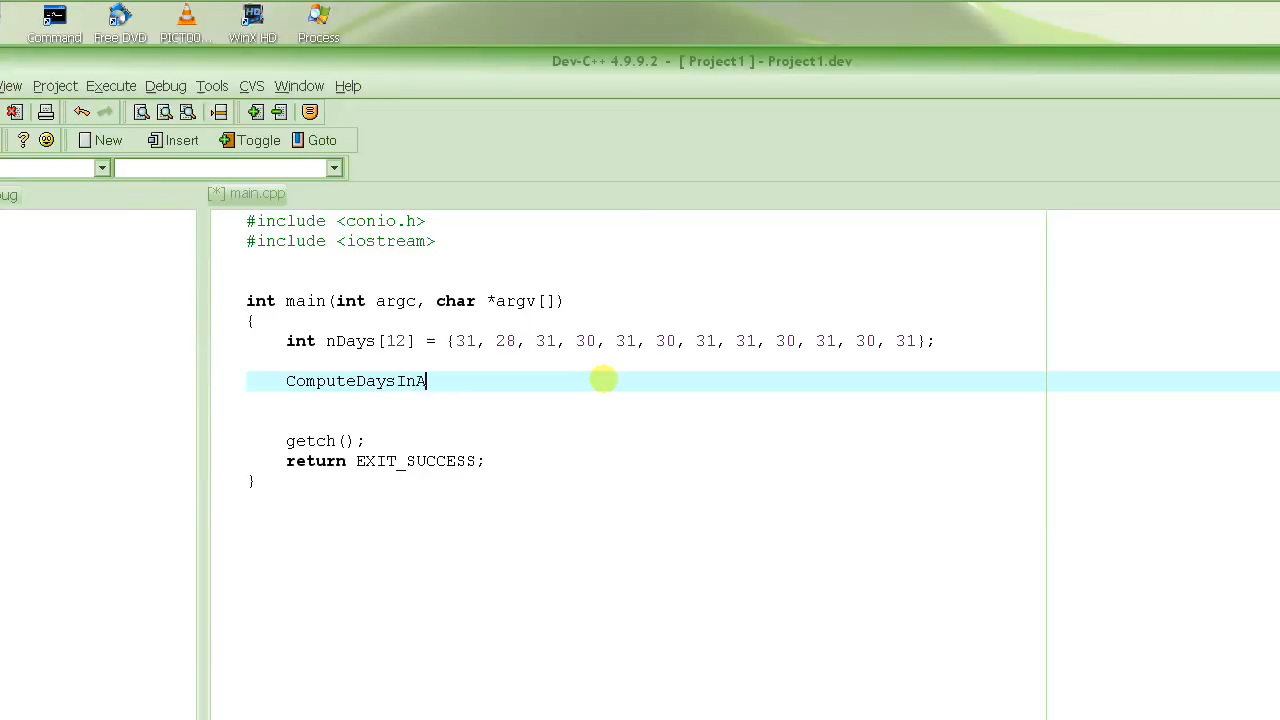 Command Free DVD PICT00... WinX HD Process
Dev-C++ 4.9.9.2 - [ Project1 ] - Project1.dev
View Project Execute Debug Tools CVS Window Help
? New Insert Toggle Goto
ug [*] main.cpp
#include <conio.h>
#include <iostream>
int main(int argc, char *argv[])
{
int nDays[12] = {31, 28, 31, 30, 31, 30, 31, 31, 30, 31, 30, 31};
ComputeDaysInA
getch();
return EXIT_SUCCESS;
}